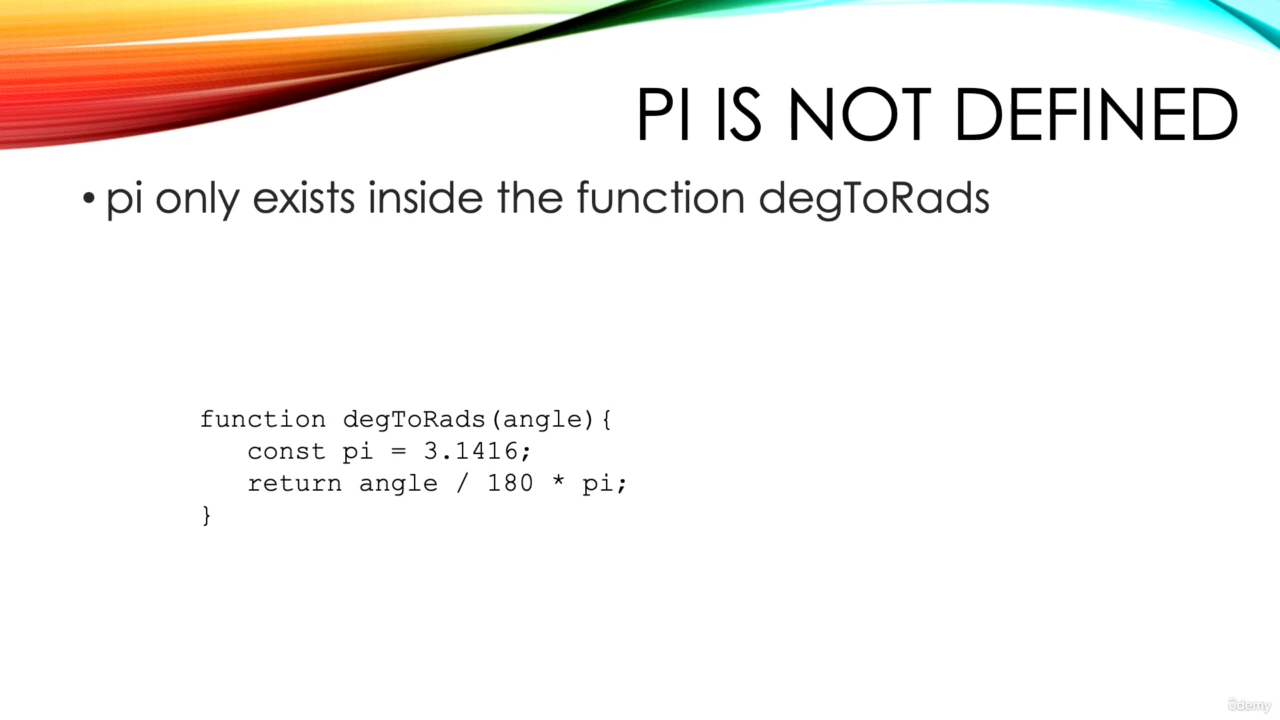 PI IS NOT DEFINED
• pi only exists inside the function degToRads
function degToRads(angle){
   const pi = 3.1416;
   return angle / 180 * pi;
}
ûdemy